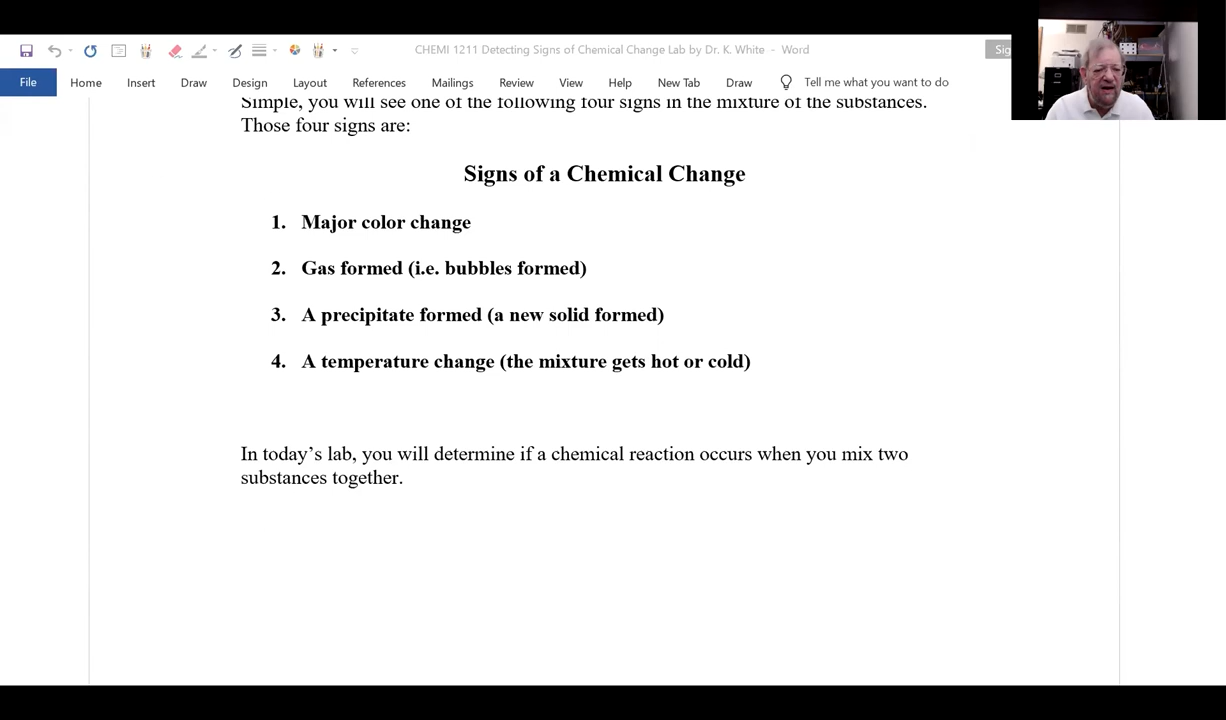 CHEMI 1211 Detecting Signs of Chemical Change Lab by Dr. K. White - Word
File Home Insert Draw Design Layout References Mailings Review View Help New Tab Draw Tell me what you want to do
Simple, you will see one of the following four signs in the mixture of the substances.
Those four signs are:
Signs of a Chemical Change
1. Major color change
2. Gas formed (i.e. bubbles formed)
3. A precipitate formed (a new solid formed)
4. A temperature change (the mixture gets hot or cold)
In today’s lab, you will determine if a chemical reaction occurs when you mix two
substances together.